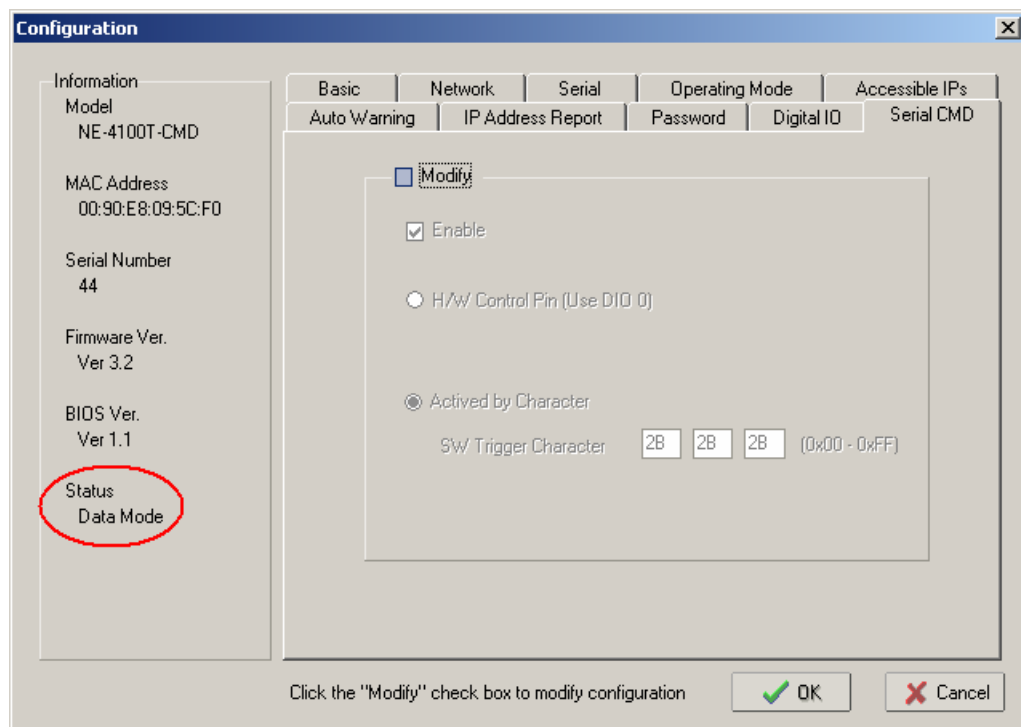 Configuration
Information
Model
NE-4100T-CMD
MAC Address
00:90:E8:09:5C:F0
Serial Number
44
Firmware Ver.
Ver 3.2
BIOS Ver.
Ver 1.1
Status
Data Mode
Basic Network Serial Operating Mode Accessible IPs
Auto Warning IP Address Report Password Digital IO Serial CMD
Modify
Enable
H/W Control Pin (Use DIO 0)
Actived by Character
SW Trigger Character 2B 2B 2B (0x00 - 0xFF)
Click the "Modify" check box to modify configuration OK Cancel